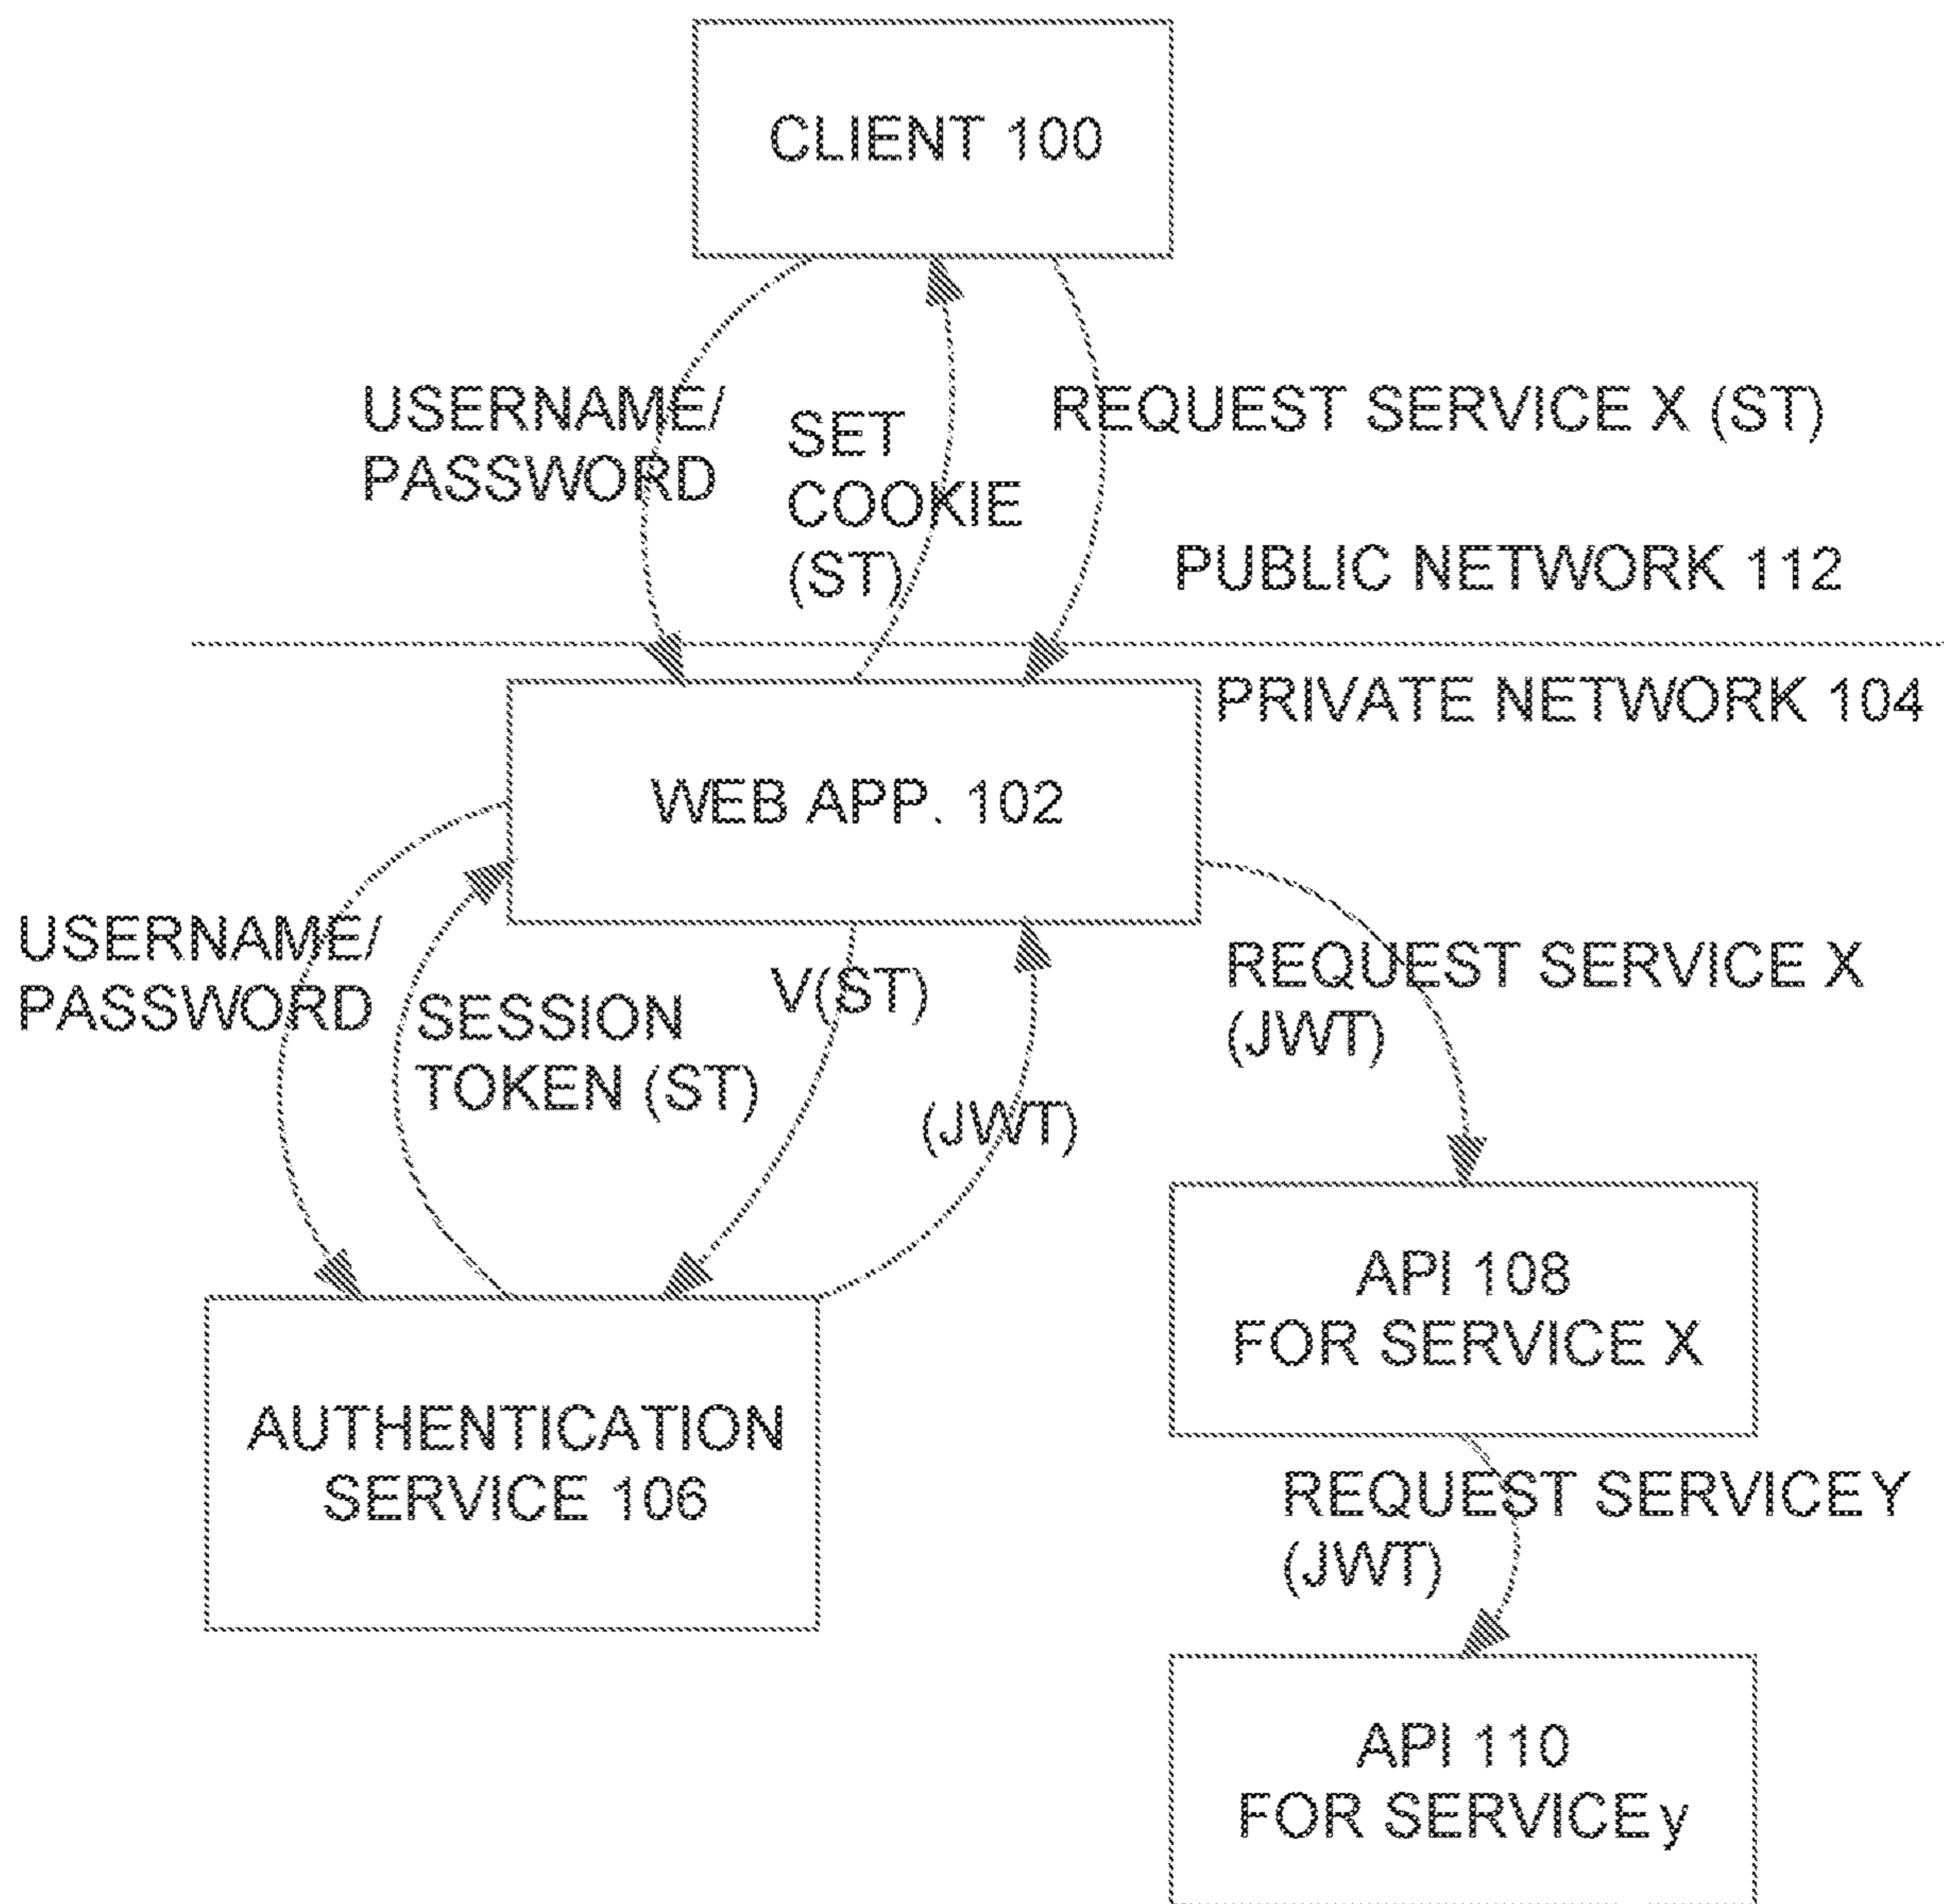 CLIENT 100
USERNAME/
PASSWORD
SET
COOKIE
(ST)
REQUEST SERVICE X (ST)
PUBLIC NETWORK 112
PRIVATE NETWORK 104
WEB APP. 102
USERNAME/
PASSWORD
SESSION
TOKEN (ST)
V(ST)
(JWT)
REQUEST SERVICE X
(JWT)
API 108
FOR SERVICE X
AUTHENTICATION
SERVICE 106
REQUEST SERVICE Y
(JWT)
API 110
FOR SERVICE y